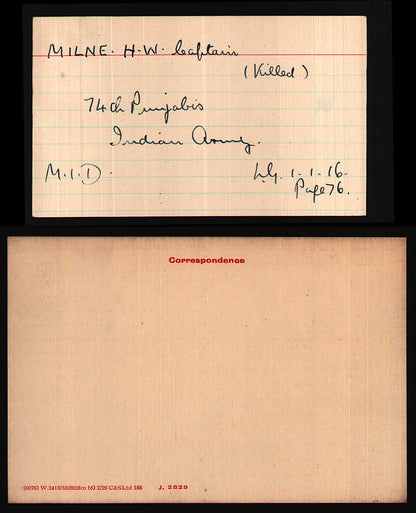 MILNE. H.W. Captain
(Killed)
74th Punjabis
Indian Army.
M.I.D.
L.G. 1.1.16.
Page 76.
Correspondence
J. 2829